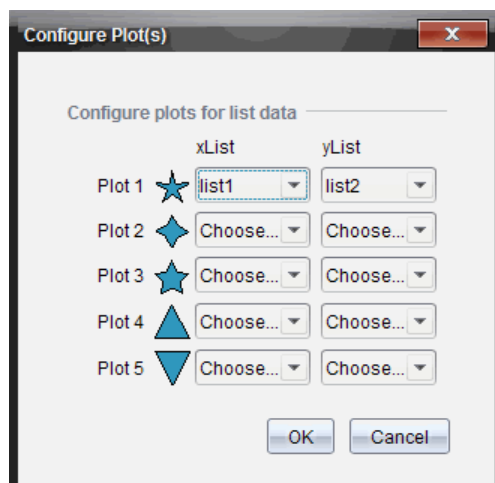 Configure Plot(s)
X
Configure plots for list data
xList yList
Plot 1 list1 list2
Plot 2 Choose... Choose...
Plot 3 Choose... Choose...
Plot 4 Choose... Choose...
Plot 5 Choose... Choose...
OK Cancel